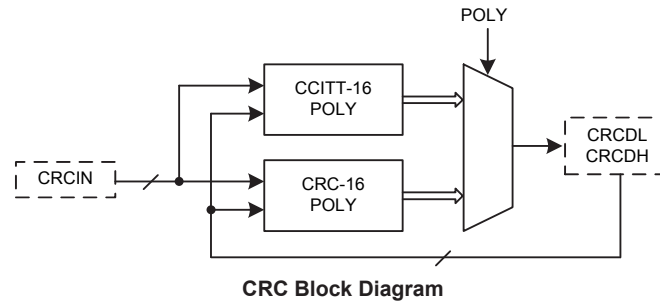 POLY
CCITT-16
POLY
CRCDL
CRCDH
CRCIN
CRC-16
POLY
CRC Block Diagram